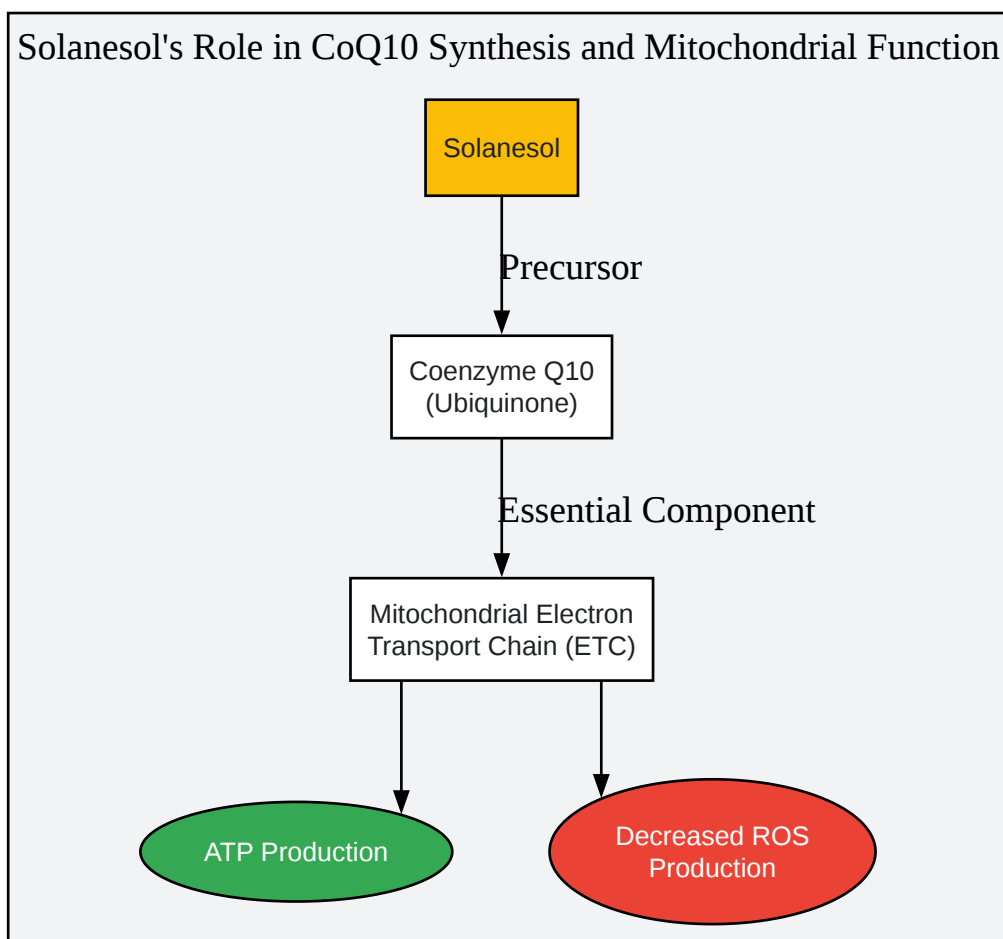 Solanesol's Role in CoQ10 Synthesis and Mitochondrial Function
Solanesol
Precursor
Coenzyme Q10
(Ubiquinone)
Essential Component
Mitochondrial Electron
Transport Chain (ETC)
ATP Production
Decreased ROS
Production